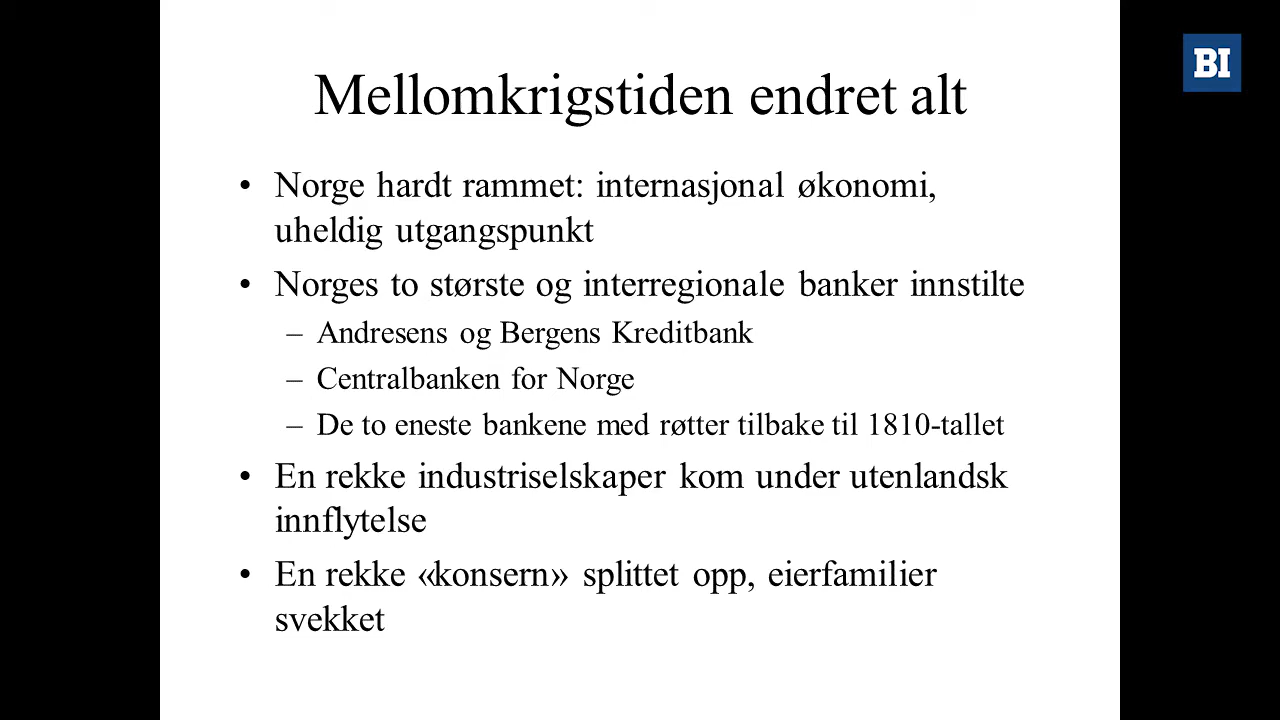 BI
Mellomkrigstiden endret alt
• Norge hardt rammet: internasjonal økonomi,
uheldig utgangspunkt
• Norges to største og interregionale banker innstilte
– Andresens og Bergens Kreditbank
– Centralbanken for Norge
– De to eneste bankene med røtter tilbake til 1810-tallet
• En rekke industriselskaper kom under utenlandsk
innflytelse
• En rekke «konsern» splittet opp, eierfamilier
svekket